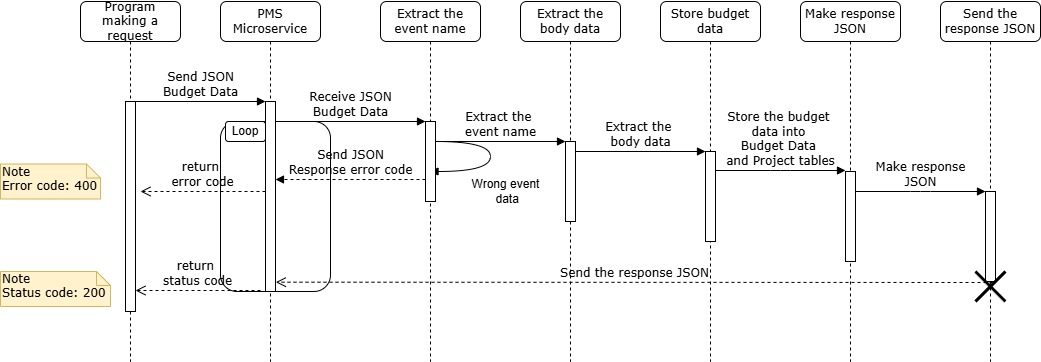 Program
making a
request
PMS
Microservice
Extract the
event name
Extract the
body data
Store budget
data
Make response
JSON
Send the
response JSON
Send JSON
Budget Data
Receive JSON
Budget Data
Extract the
event name
Extract the
body data
Store the budget
data into
Budget Data
and Project tables
Make response
JSON
Loop
Send JSON
Response error code
Wrong event
data
return
error code
Note
Error code: 400
return
status code
Send the response JSON
Note
Status code: 200